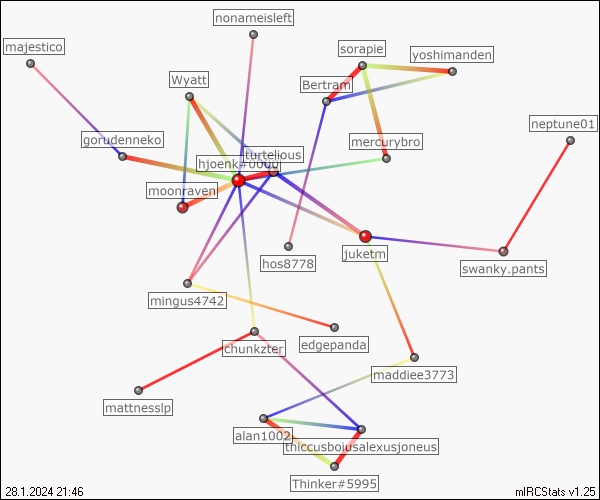 nonameisleft
majestico
sorapie
yoshimanden
Wyatt
Bertram
neptune01
gorudenneko
mercurybro
turtelious
hjoenk#0000
moonraven
juketm
hos8778
swanky.pants
mingus4742
edgepanda
chunkzter
maddiee3773
mattnesslp
alan1002
thiccusboiusalexusjoneus
Thinker#5995
28.1.2024 21:46
mIRCStats v1.25